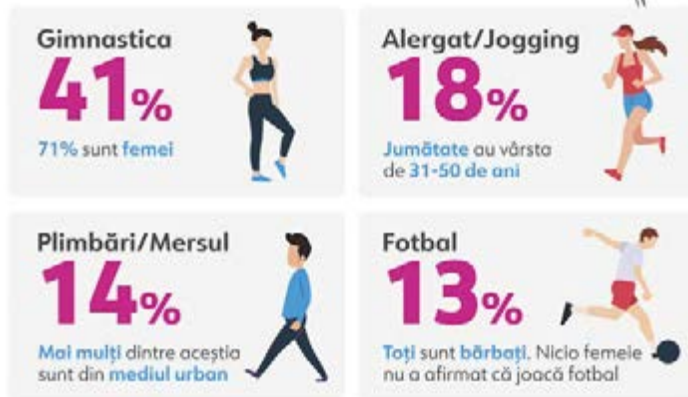 Gimnastica
41%
71% sunt femei
Alergat/Jogging
18%
Jumătate au vârsta
de 31-50 de ani
Plimbări/Mersul
14%
Mai mulți dintre aceștia
sunt din mediul urban
Fotbal
13%
Toți sunt bărbați. Nicio femeie
nu a afirmat că joacă fotbal